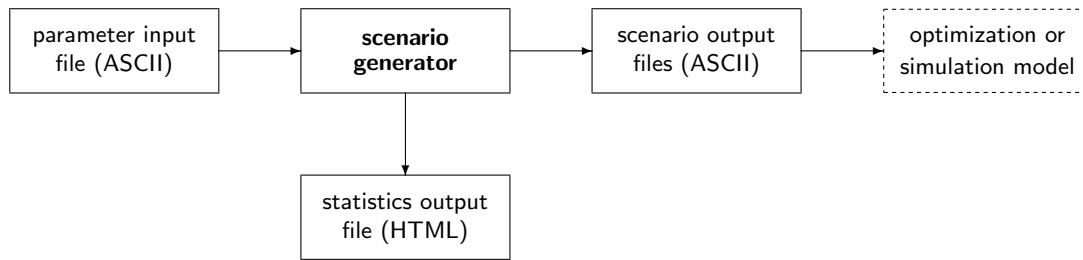 parameter input
file (ASCII)
scenario
generator
scenario output
files (ASCII)
optimization or
simulation model
statistics output
file (HTML)